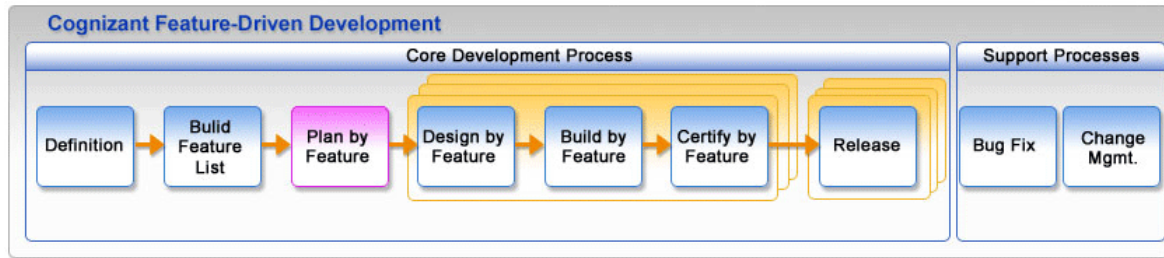 Cognizant Feature-Driven Development
Core Development Process
Support Processes
Definition
Bulid
Feature
List
Plan by
Feature
Design by
Feature
Build by
Feature
Certify by
Feature
Release
Bug Fix
Change
Mgmt.